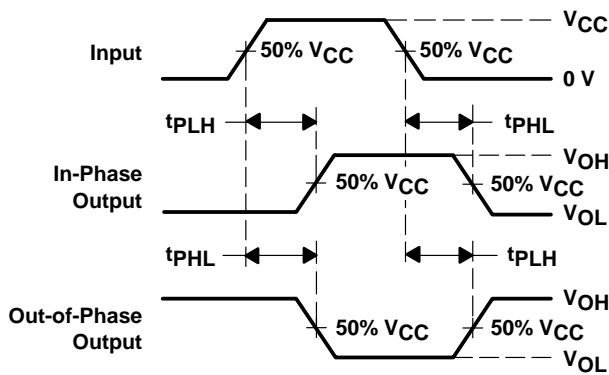 VCC
Input
50% VCC
50% VCC
0 V
tPLH
tPHL
In-Phase
Output
VOH
50% VCC
50% VCC
VOL
tPHL
tPLH
Out-of-Phase
Output
VOH
50% VCC
50% VCC
VOL